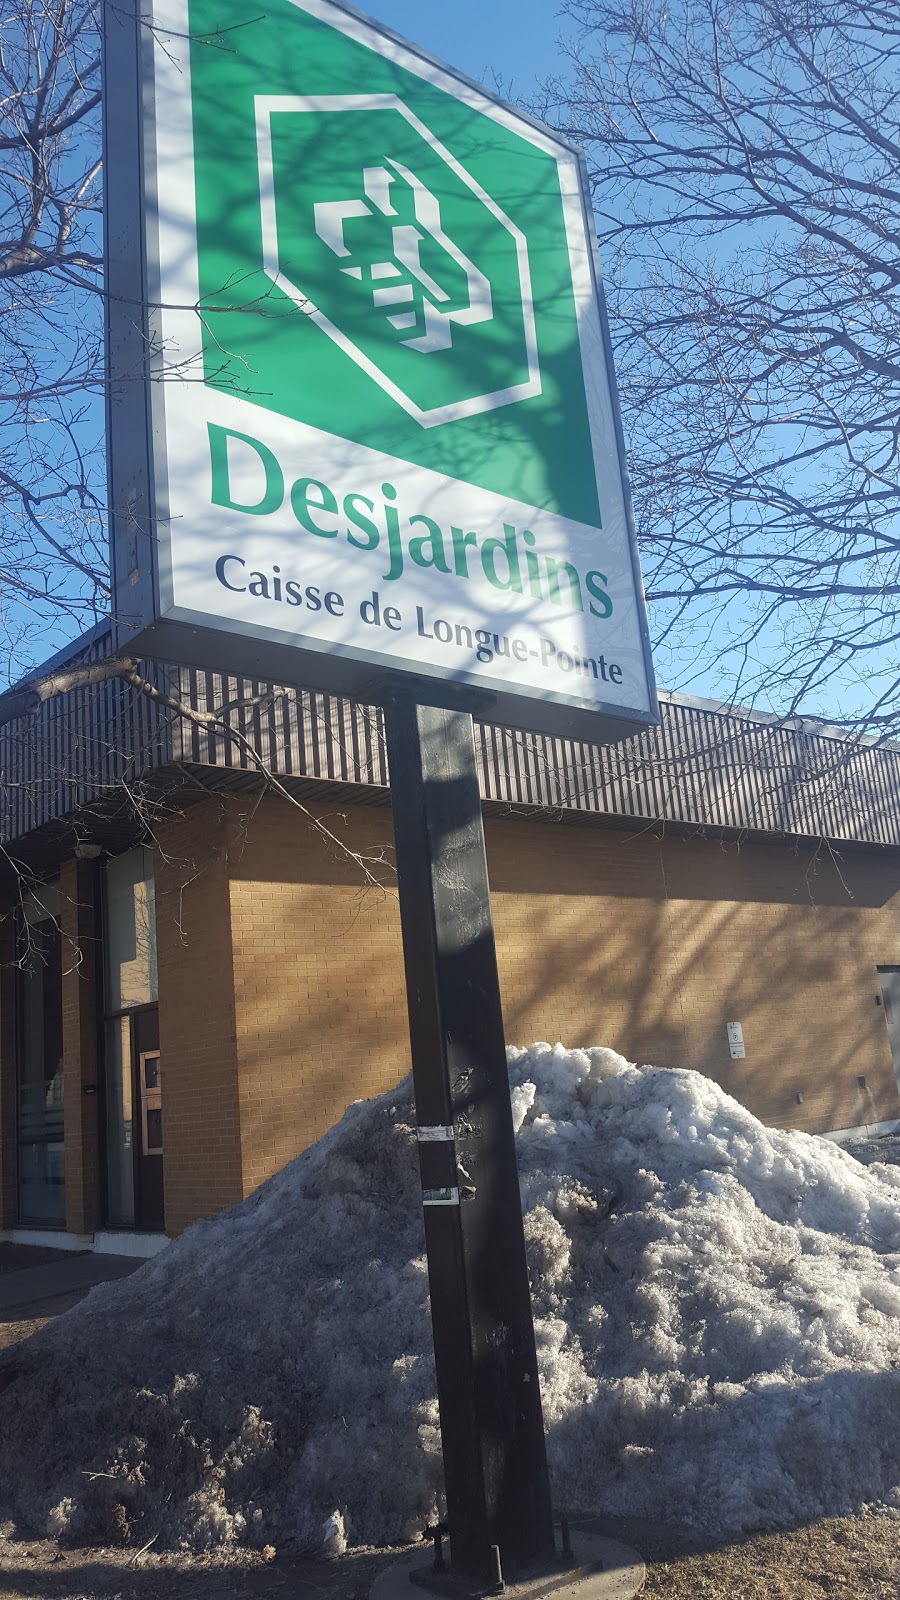 Desjardins
Caisse de Longue-Pointe